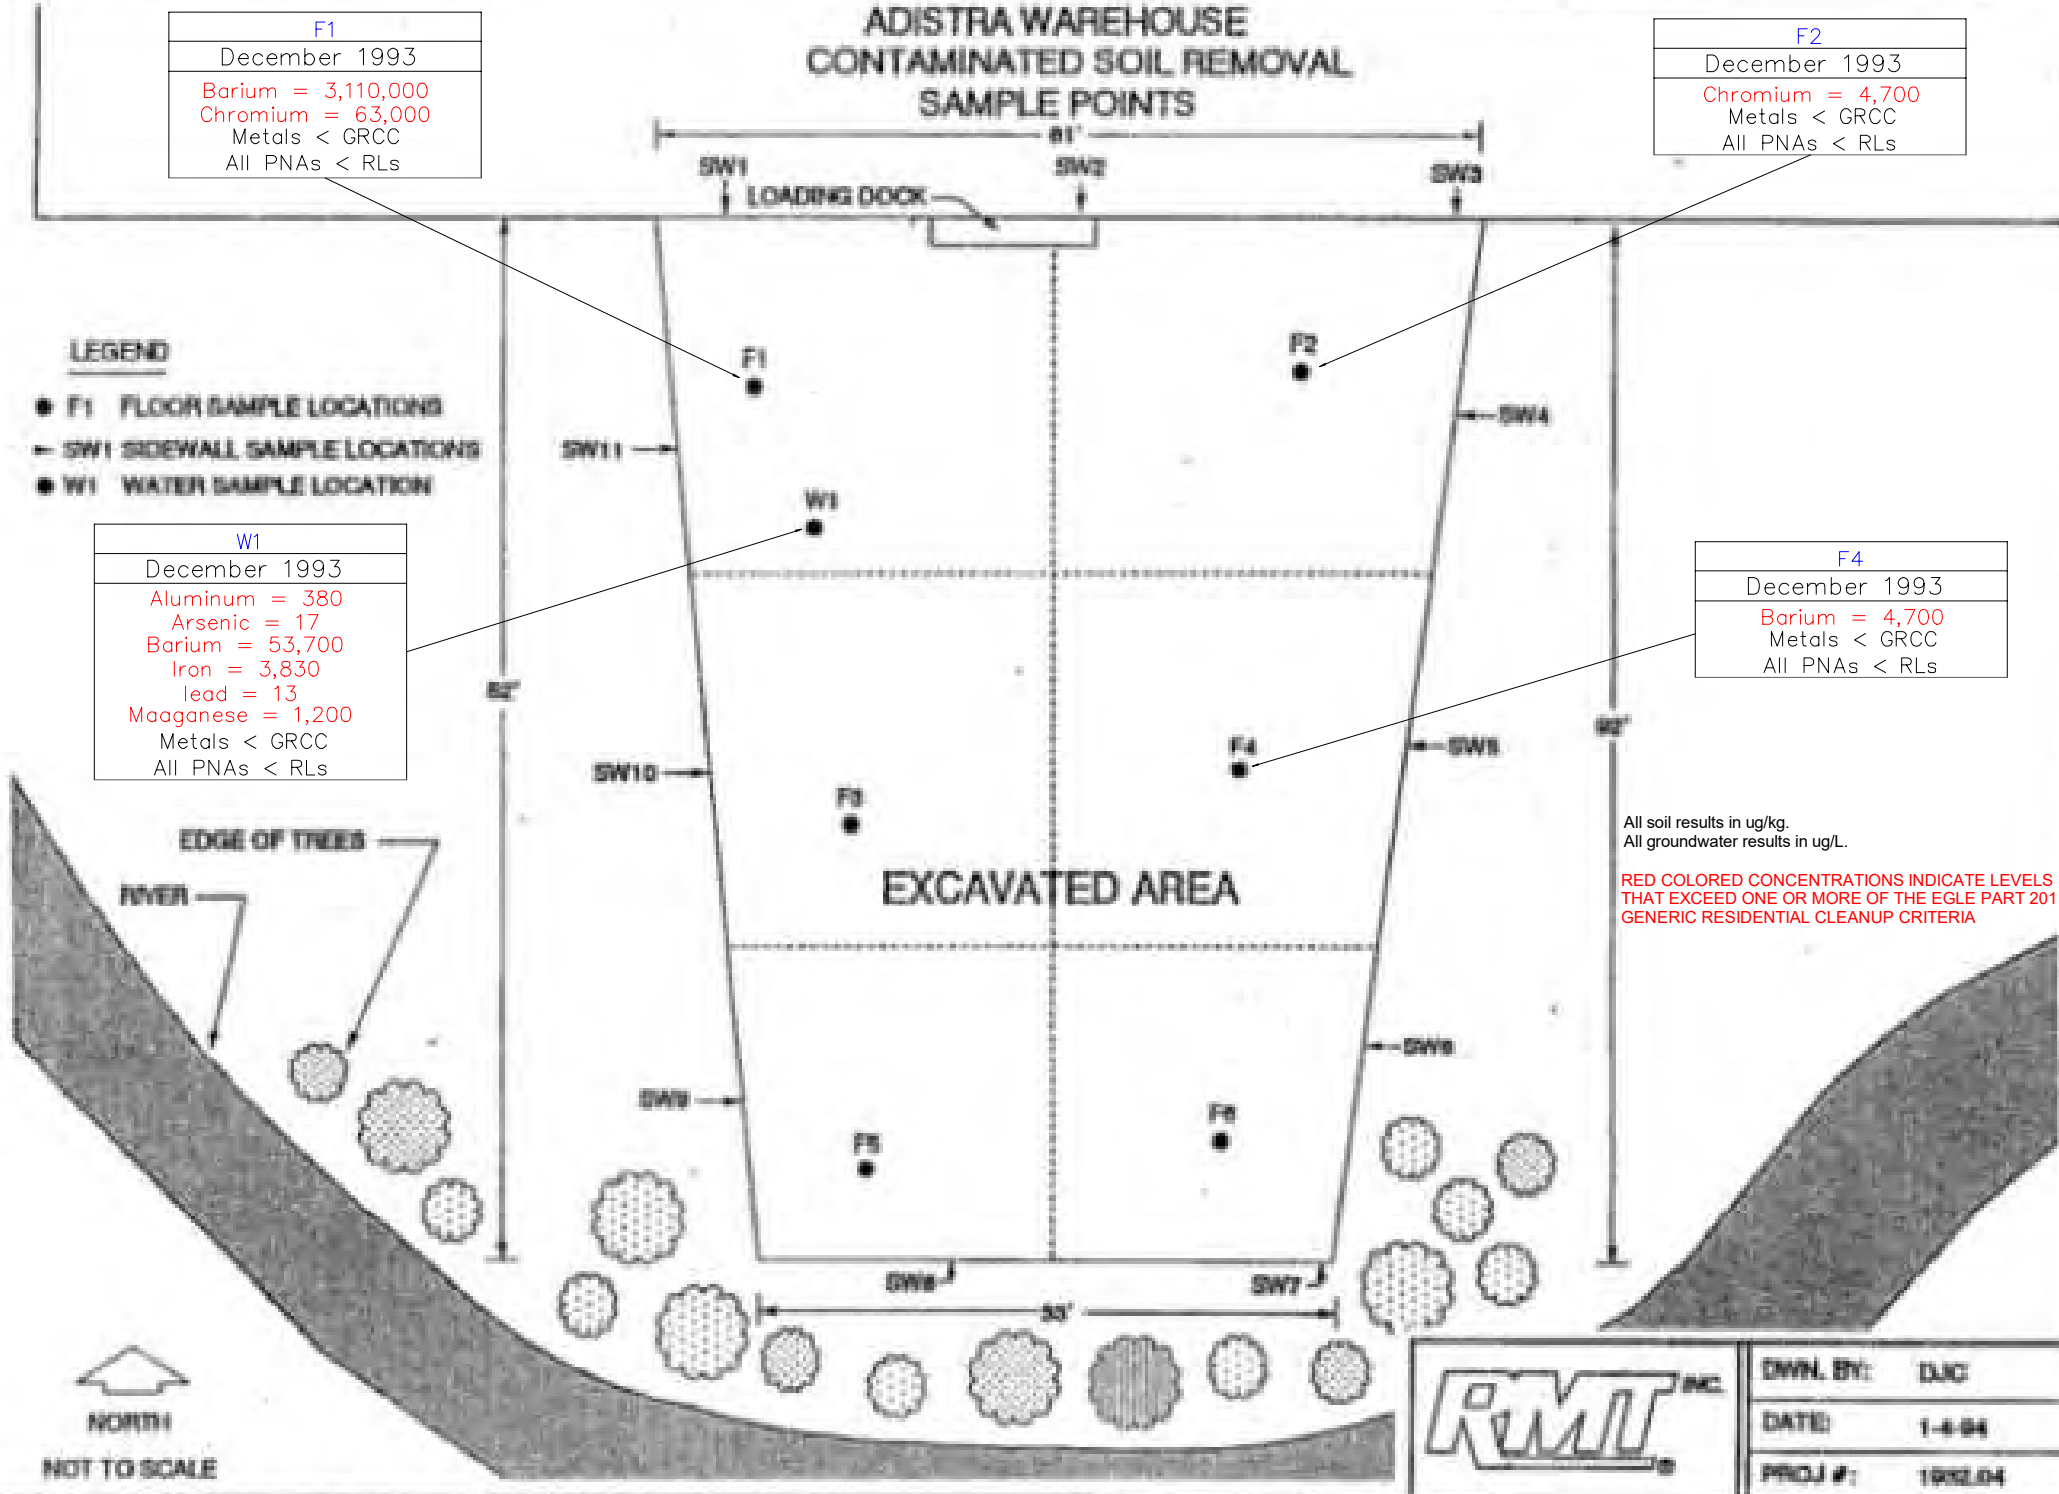 ADISTRA WAREHOUSE
CONTAMINATED SOIL REMOVAL
SAMPLE POINTS
F1
December 1993
Barium = 3,110,000
Chromium = 63,000
Metals < GRCC
All PNAs < RLs
F2
December 1993
Chromium = 4,700
Metals < GRCC
All PNAs < RLs
SW1
SW2
SW3
LOADING DOCK
LEGEND
F1 FLOOR SAMPLE LOCATIONS
SW1 SIDEWALL SAMPLE LOCATIONS
W1 WATER SAMPLE LOCATION
F1
F2
SW11
SW4
W1
W1
December 1993
Aluminum = 380
Arsenic = 17
Barium = 53,700
Iron = 3,830
lead = 13
Maaganese = 1,200
Metals < GRCC
All PNAs < RLs
F4
December 1993
Barium = 4,700
Metals < GRCC
All PNAs < RLs
SW10
F3
F4
SW5
All soil results in ug/kg.
All groundwater results in ug/L.
RED COLORED CONCENTRATIONS INDICATE LEVELS
THAT EXCEED ONE OR MORE OF THE EGLE PART 201
GENERIC RESIDENTIAL CLEANUP CRITERIA
EDGE OF TREES
RIVER
EXCAVATED AREA
SW9
SW6
F5
F6
SW8
SW7
NORTH
NOT TO SCALE
RMT INC.
DWN. BY: DJC
DATE: 1-4-94
PROJ #: